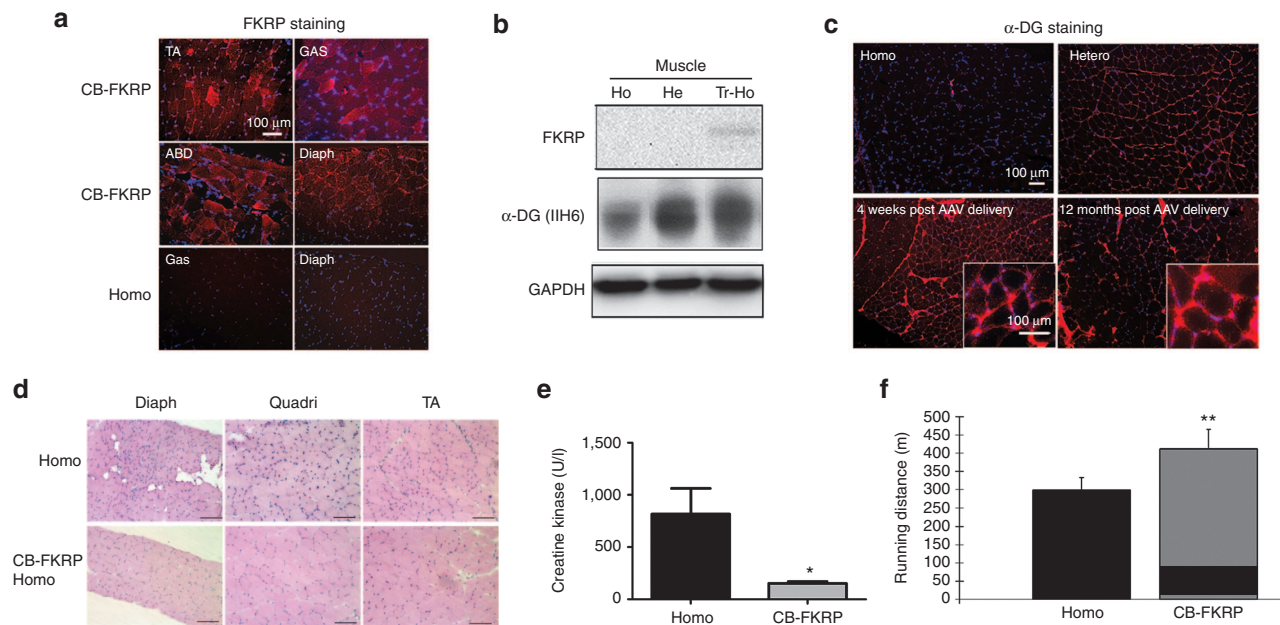 a
FKRP staining
CB-FKRP
TA
GAS
100 µm
CB-FKRP
ABD
Diaph
Homo
Gas
Diaph
b
Muscle
Ho He Tr-Ho
FKRP
α-DG (IIH6)
GAPDH
c
α-DG staining
Homo
Hetero
100 µm
4 weeks post AAV delivery
12 months post AAV delivery
100 µm
d
Diaph Quadri TA
Homo
CB-FKRP
Homo
e
Creatine kinase (U/l)
1,500
1,000
500
0
*
Homo CB-FKRP
f
Running distance (m)
500
450
400
350
300
250
200
150
100
50
0
**
Homo CB-FKRP